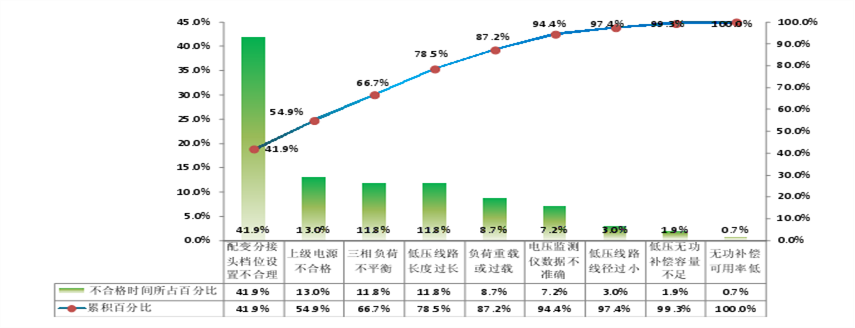 45.0%
40.0%
35.0%
30.0%
25.0%
20.0%
15.0%
10.0%
5.0%
0.0%
100.0%
90.0%
80.0%
70.0%
60.0%
50.0%
40.0%
30.0%
20.0%
10.0%
0.0%
41.9%
54.9%
66.7%
78.5%
87.2%
94.4%
97.4%
99.3%
100.0%
41.9% 13.0% 11.8% 11.8% 8.7% 7.2% 3.0% 1.9% 0.7%
配变分接
头档位设
置不合理
上级电源
不合格
三相负荷
不平衡
低压线路
长度过长
负荷重载
或过载
电压监测
仪数据不
准确
低压线路
线径过小
低压无功
补偿容量
不足
无功补偿
可用率低
不合格时间所占百分比 41.9% 13.0% 11.8% 11.8% 8.7% 7.2% 3.0% 1.9% 0.7%
累积百分比 41.9% 54.9% 66.7% 78.5% 87.2% 94.4% 97.4% 99.3% 100.0%